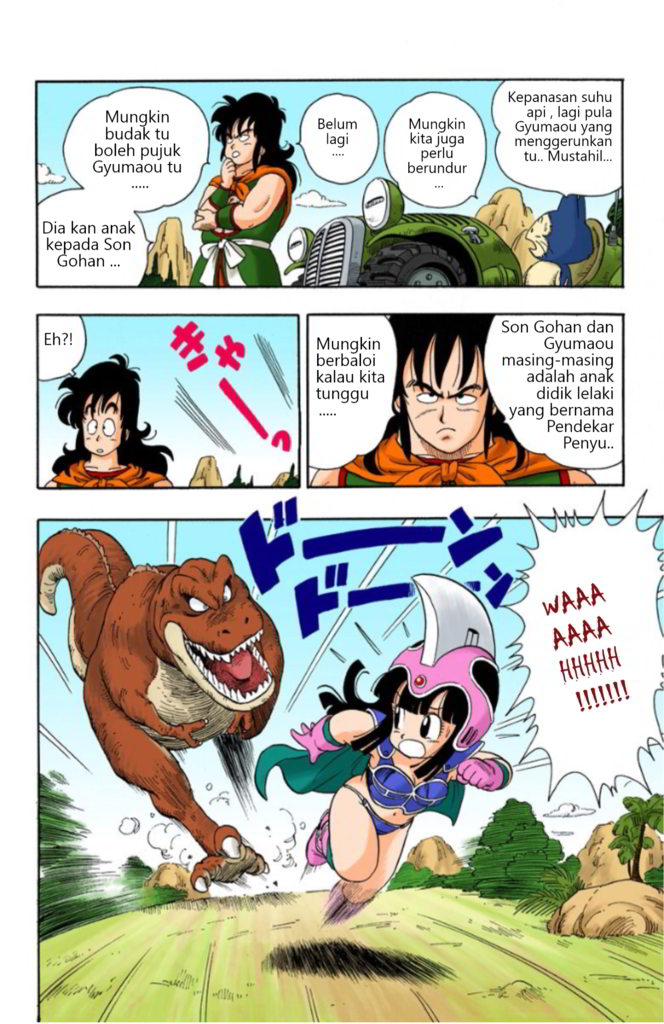 Kepanasan suhu
api , lagi pula
Gyumaou yang
menggerunkan
tu.. Mustahil...
Mungkin
kita juga
perlu
berundur
...
Belum
lagi
....
Mungkin
budak tu
boleh pujuk
Gyumaou tu
.....
Dia kan anak
kepada Son
Gohan ...
Son Gohan dan
Gyumaou
masing-masing
adalah anak
didik lelaki
yang bernama
Pendekar
Penyu..
Mungkin
berbaloi
kalau kita
tunggu
.....
きゃーっ
Eh?!
WAAA
AAAA
HHHHH
!!!!!!!
ドーン
ドーン